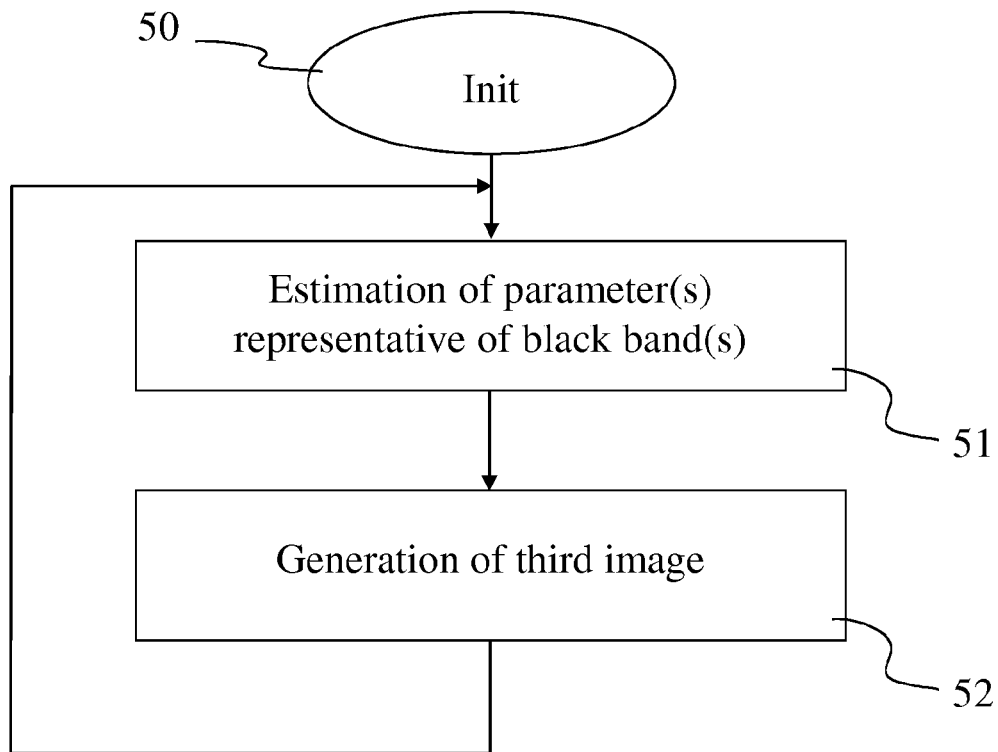 50
Init
Estimation of parameter(s)
representative of black band(s)
51
Generation of third image
52